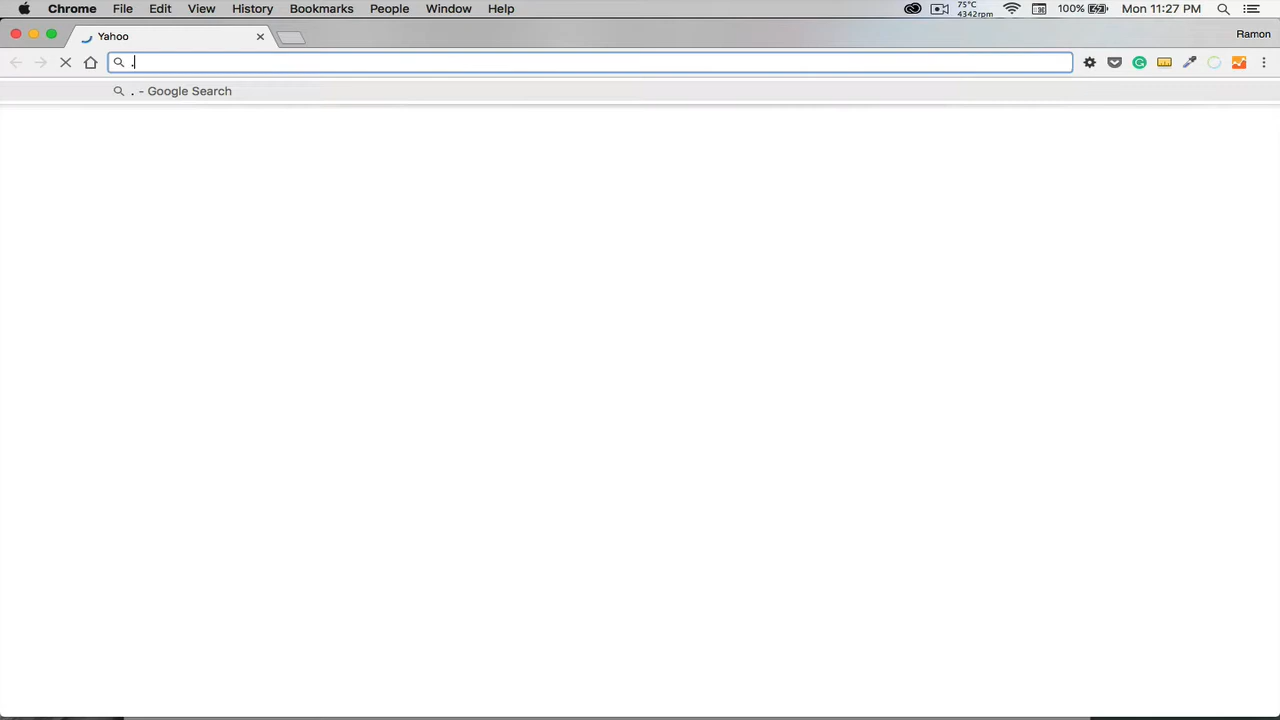 Chrome File Edit View History Bookmarks People Window Help 75°C 4342rpm 100% Mon 11:27 PM
Yahoo Ramon
.
. - Google Search